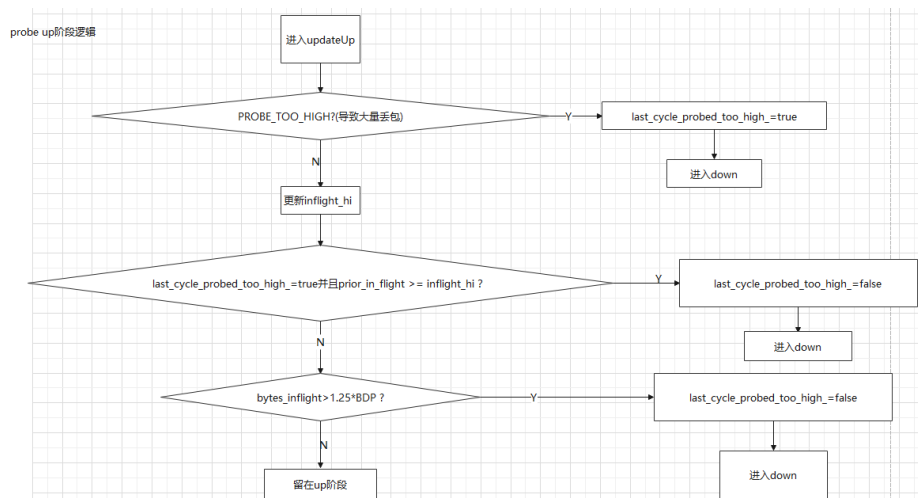 probe up阶段逻辑
进入updateUp
PROBE_TOO_HIGH?(导致大量丢包)
Y
last_cycle_probed_too_high_=true
进入down
N
更新inflight_hi
last_cycle_probed_too_high_=true并且prior_in_flight >= inflight_hi ?
Y
last_cycle_probed_too_high_=false
进入down
N
bytes_inflight>1.25*BDP ?
Y
last_cycle_probed_too_high_=false
进入down
N
留在up阶段